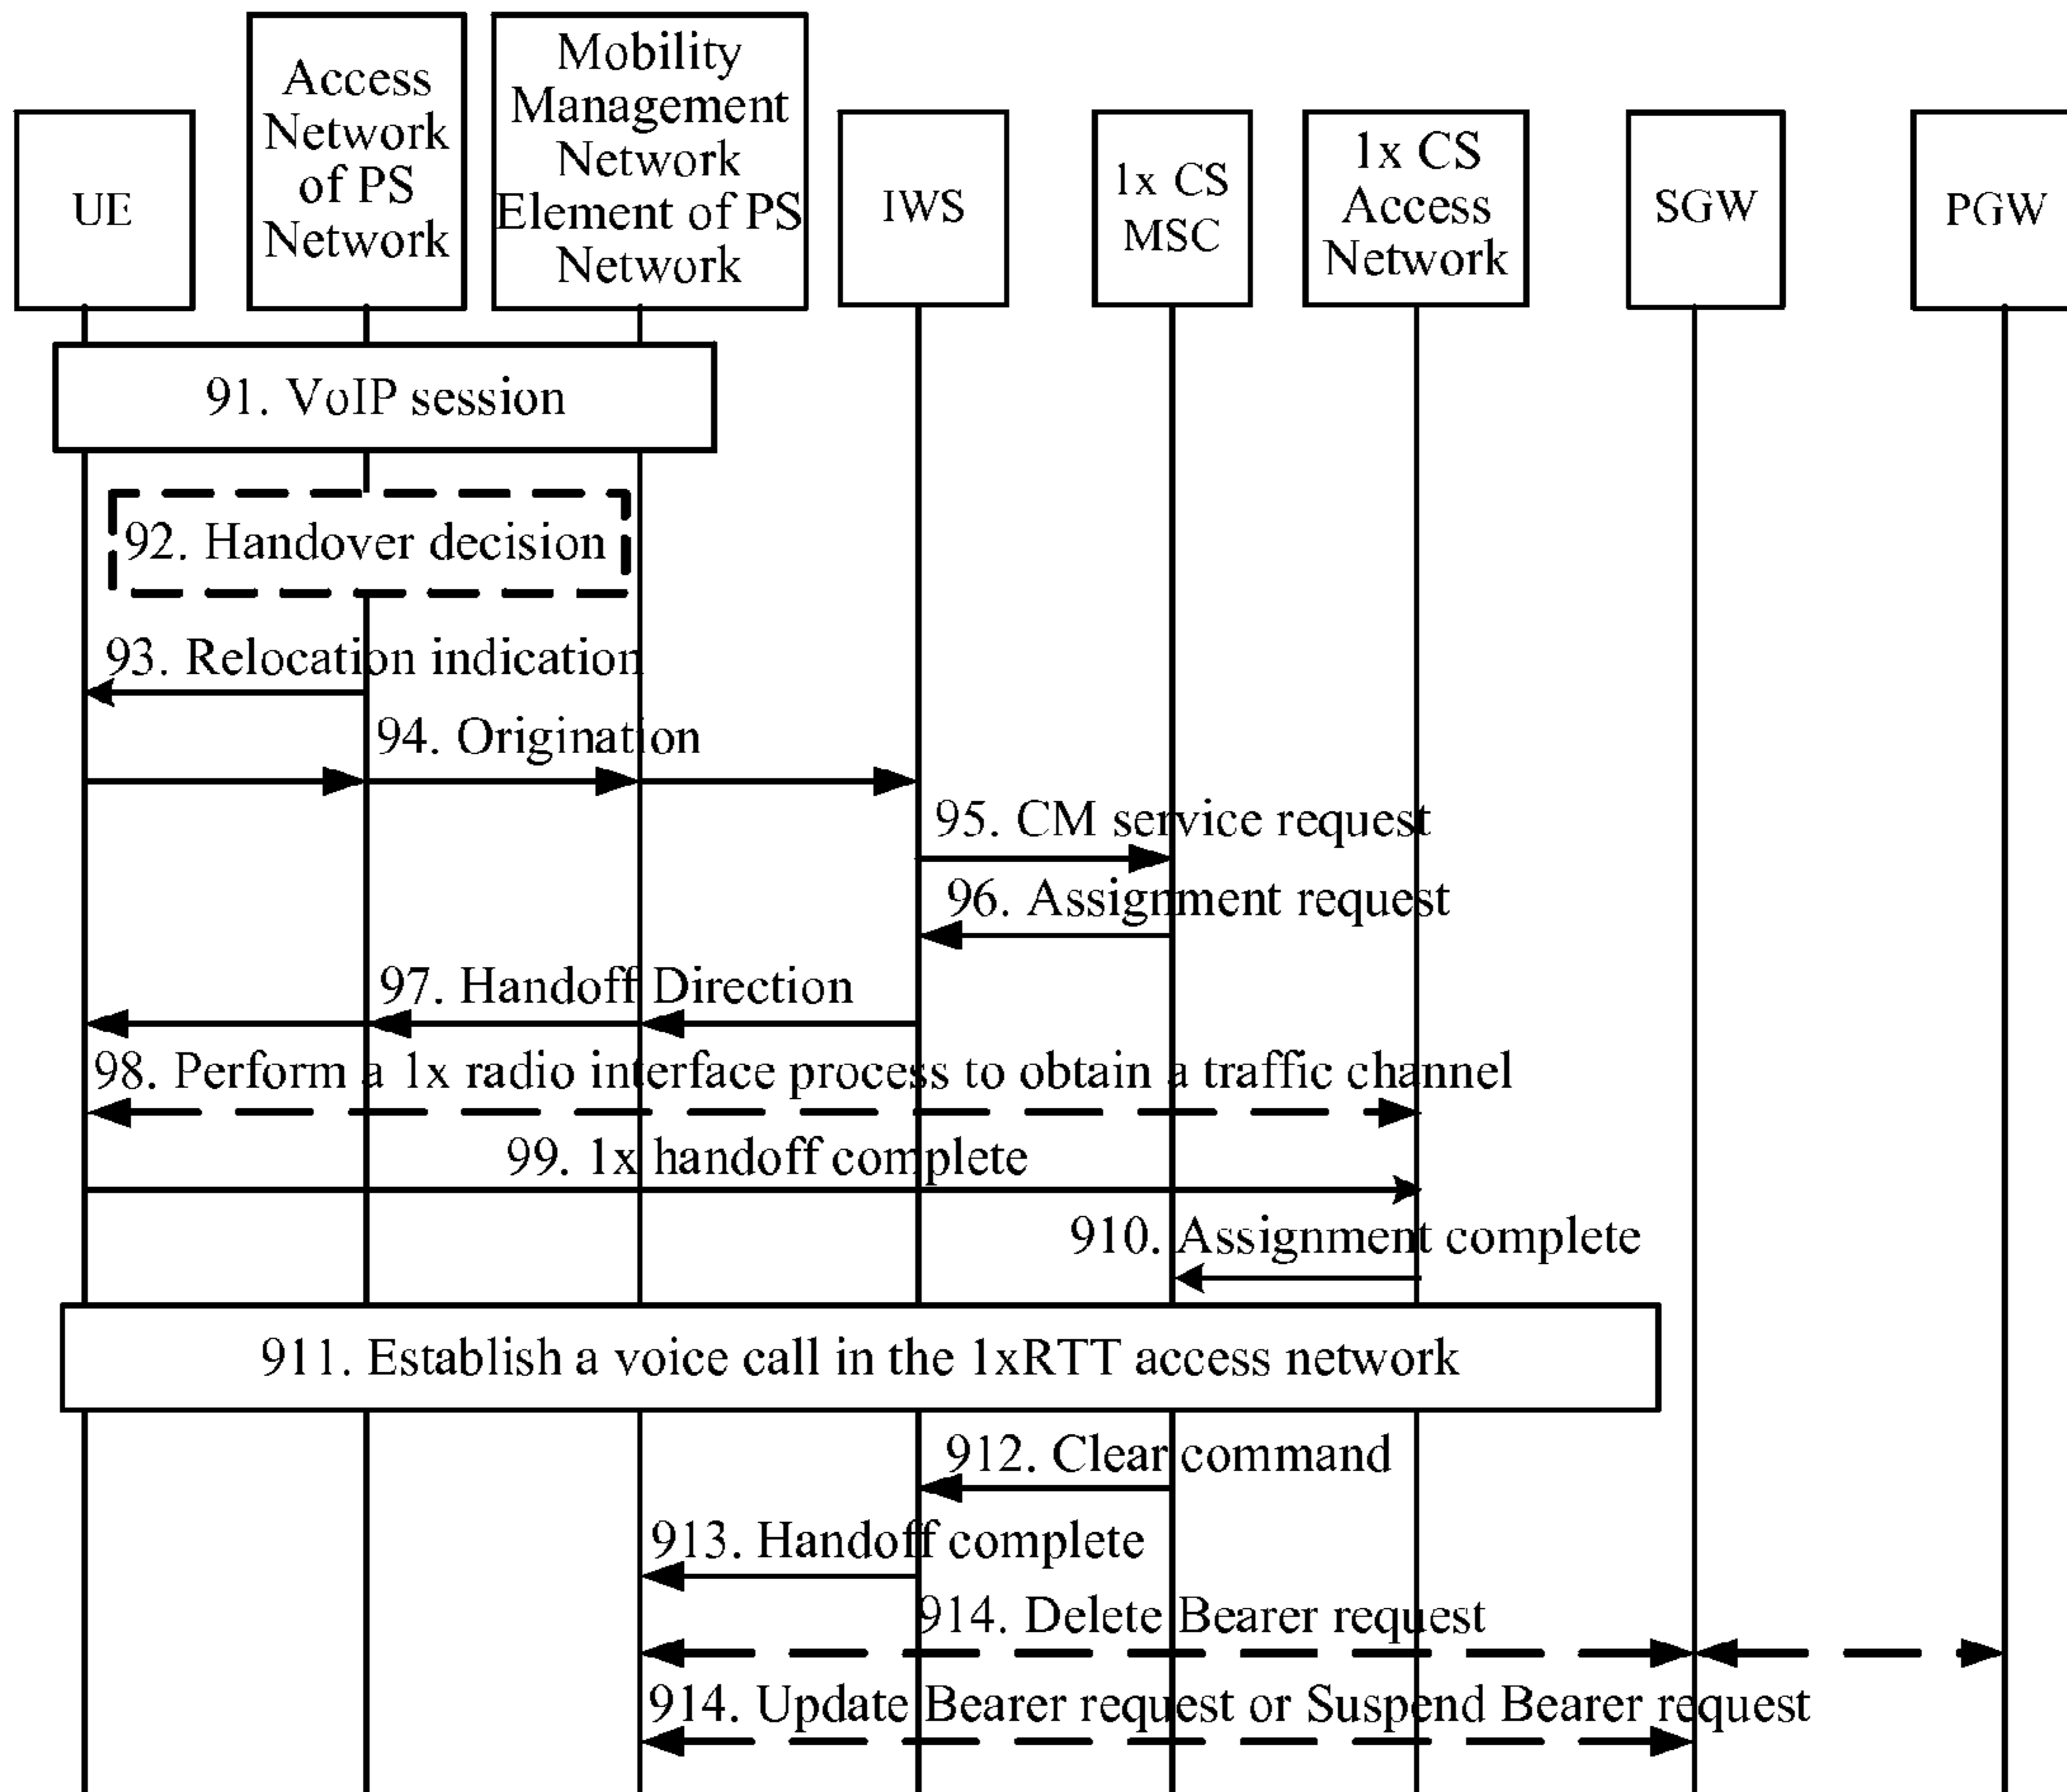 UE
Access
Network
of PS
Network
Mobility
Management
Network
Element of PS
Network
IWS
1x CS
MSC
1x CS
Access
Network
SGW
PGW
91. VoIP session
92. Handover decision
93. Relocation indication
94. Origination
95. CM service request
96. Assignment request
97. Handoff Direction
98. Perform a 1x radio interface process to obtain a traffic channel
99. 1x handoff complete
910. Assignment complete
911. Establish a voice call in the 1xRTT access network
912. Clear command
913. Handoff complete
914. Delete Bearer request
914. Update Bearer request or Suspend Bearer request